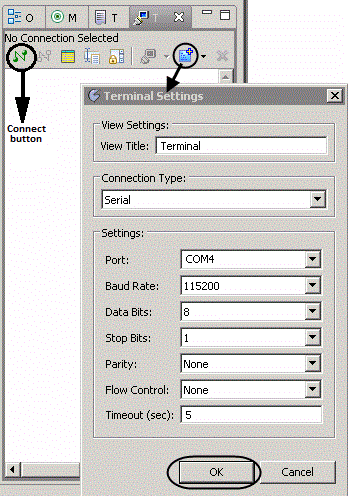 O M T T
No Connection Selected
Connect
button
Terminal Settings
View Settings:
View Title: Terminal
Connection Type:
Serial
Settings:
Port: COM4
Baud Rate: 115200
Data Bits: 8
Stop Bits: 1
Parity: None
Flow Control: None
Timeout (sec): 5
OK Cancel